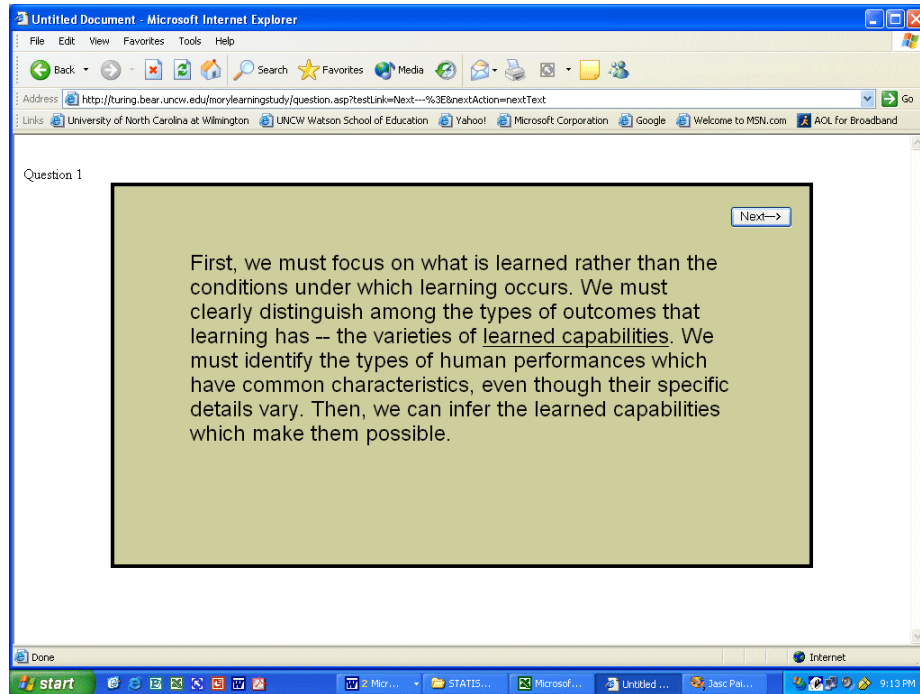 Untitled Document - Microsoft Internet Explorer
File Edit View Favorites Tools Help
Back Search Favorites Media
Address http://turing.bear.uncw.edu/morylearningstudy/question.asp?testLink=Next---%3E&nextAction=nextText Go
Links University of North Carolina at Wilmington UNCW Watson School of Education Yahoo! Microsoft Corporation Google Welcome to MSN.com AOL for Broadband
Question 1
Next—>
First, we must focus on what is learned rather than the
conditions under which learning occurs. We must
clearly distinguish among the types of outcomes that
learning has -- the varieties of learned capabilities. We
must identify the types of human performances which
have common characteristics, even though their specific
details vary. Then, we can infer the learned capabilities
which make them possible.
Done Internet
start 2 Micr... STATIS... Microsof... Untitled ... Jasc Pai... 9:13 PM